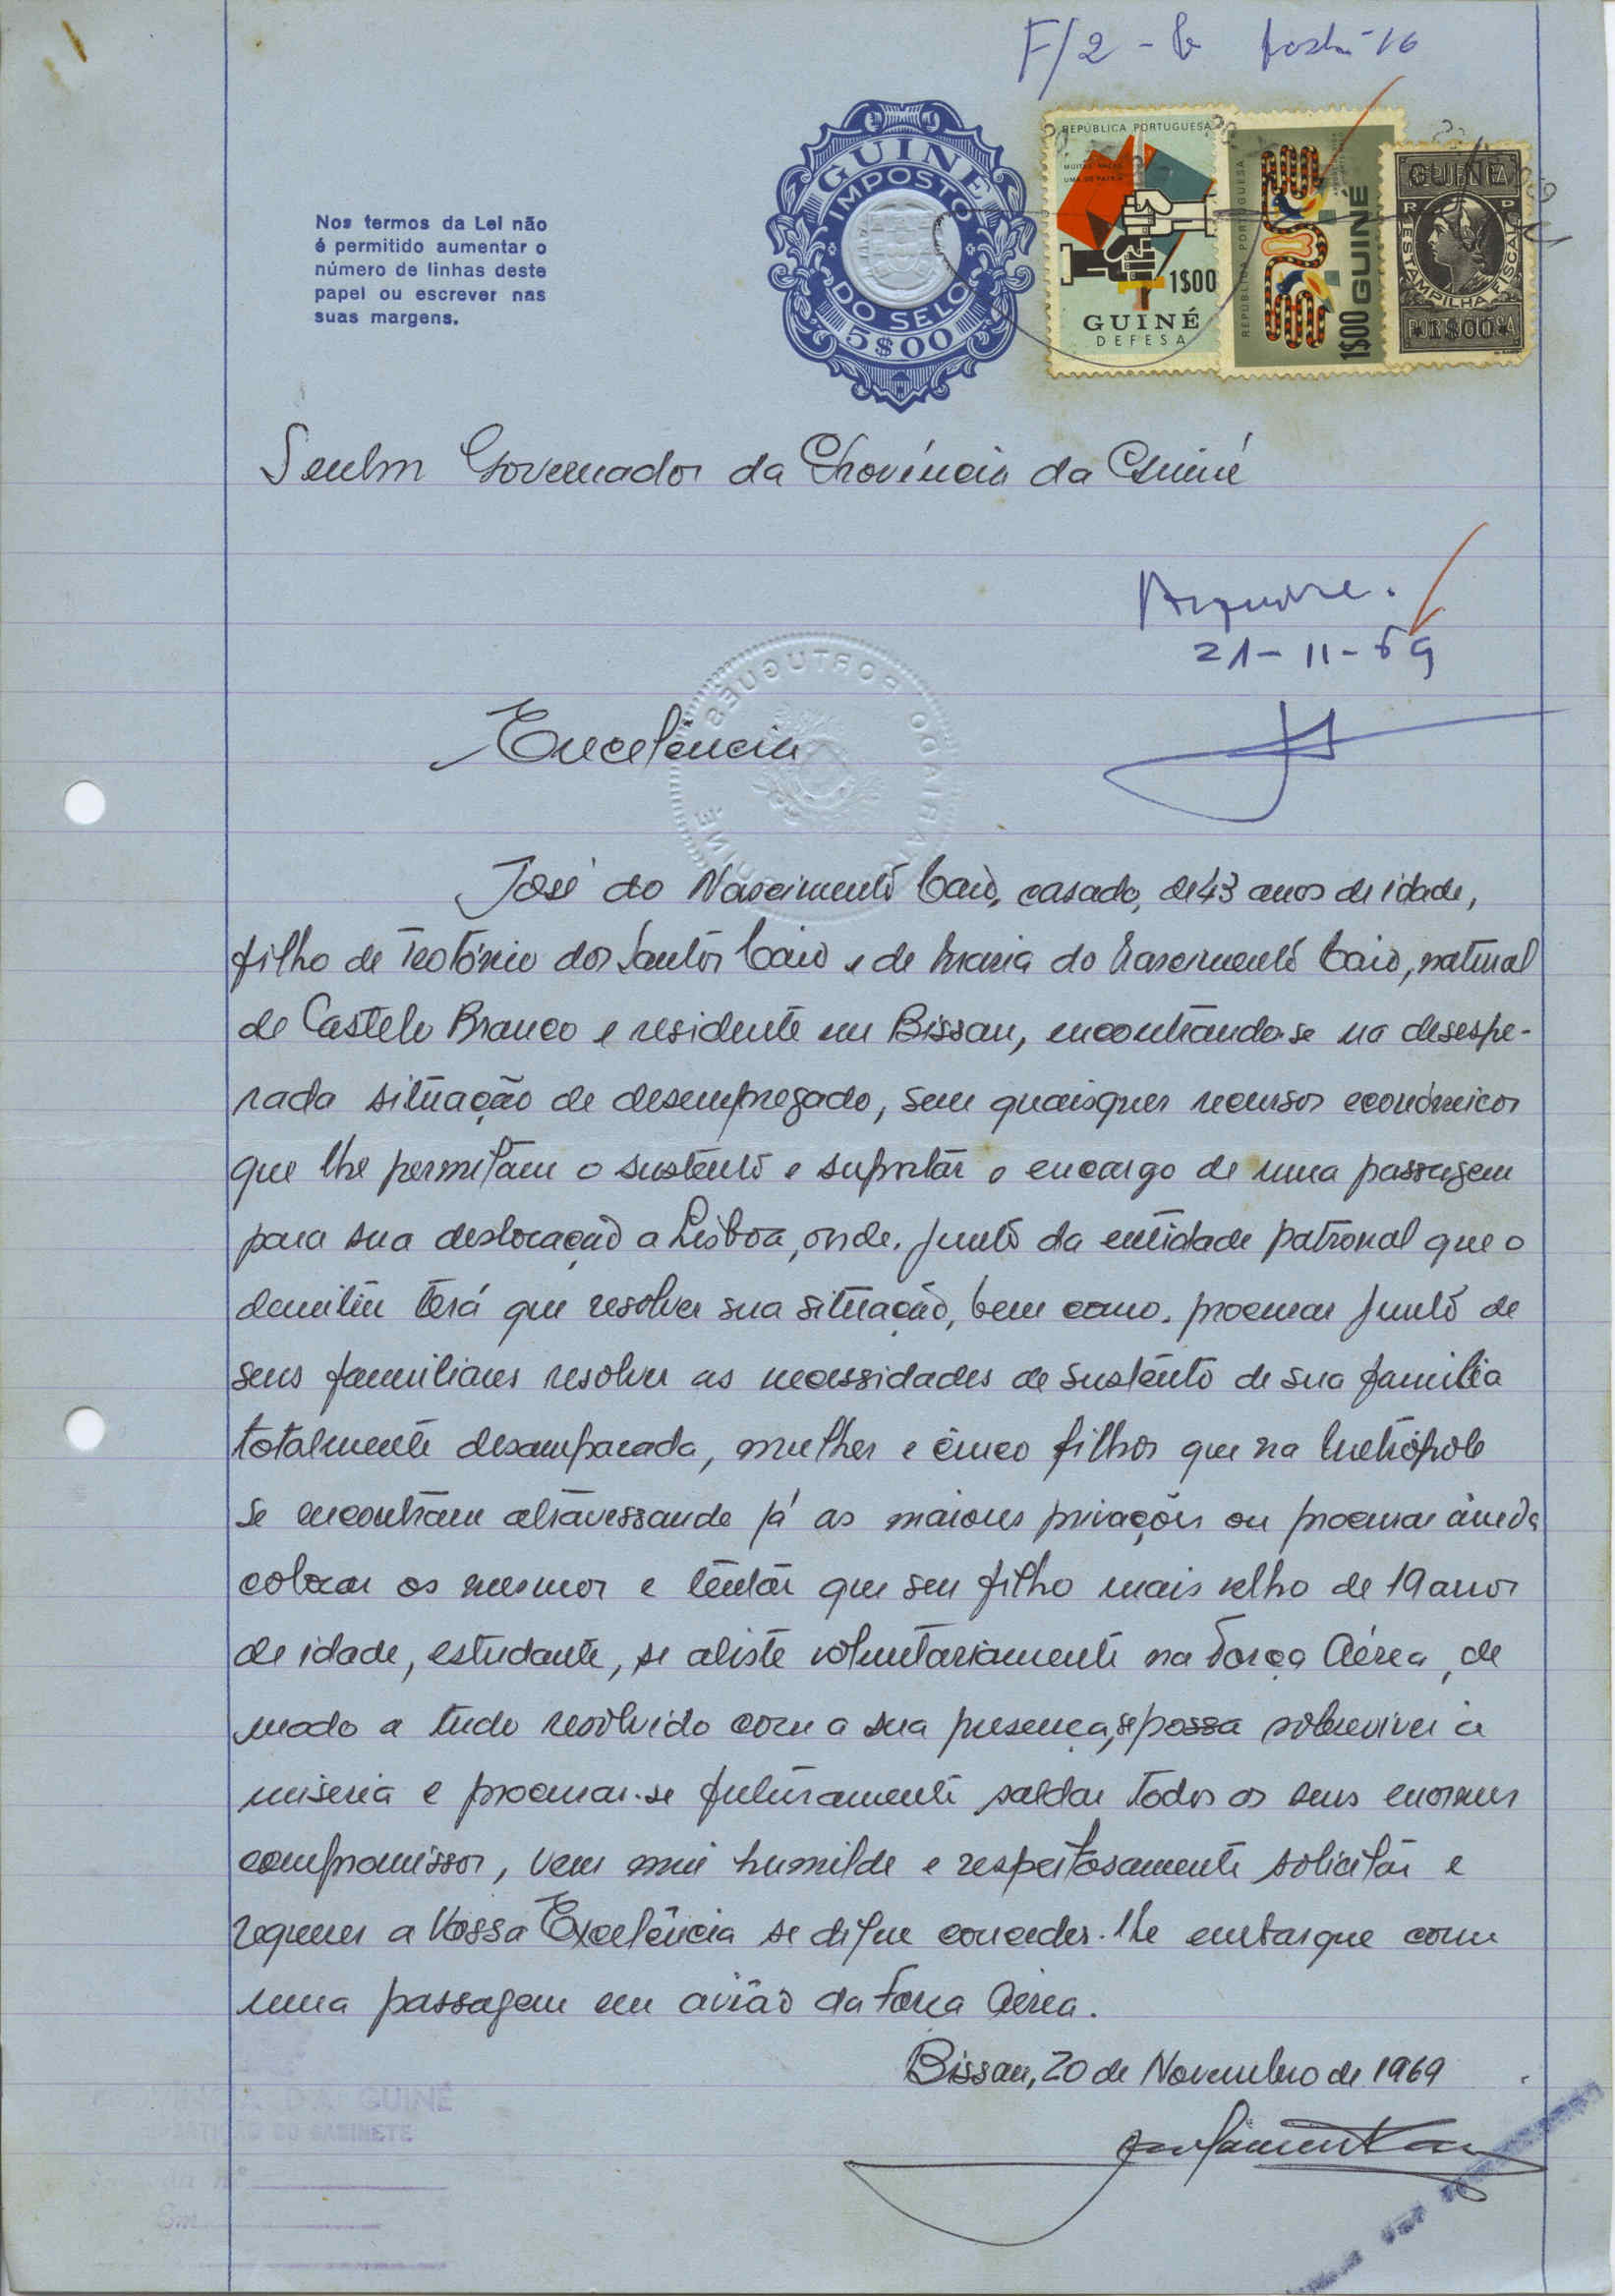 F/2 - 16
Nos termos da Lei não
é permitido aumentar o
número de linhas deste
papel ou escrever nas
suas margens.
GUINÉ
IMPOSTO
DO SELO
5$00
REPÚBLICA PORTUGUESA
1$00
GUINÉ
DEFESA
REPÚBLICA PORTUGUESA
1$00 GUINÉ
GUINÉ
R P
ESTAMPILHA FISCAL
*1$00*
Senhor Governador da Província da Guiné
Arquive.
21-11-69
Excelência
José do Nascimento Caio, casado, de 43 anos de idade,
filho de Teotónio dos Santos Caio e de Maria do Nascimento Caio, natural
de Castelo Branco e residente em Bissau, encontrando-se na desespe-
rada situação de desempregado, sem quaisquer recursos económicos
que lhe permitam o sustento e suportar o encargo de uma passagem
para sua deslocação a Lisboa, onde, junto da entidade patronal que o
demitiu terá que resolver sua situação, bem como, procurar junto de
seus familiares resolver as necessidades de sustento de sua familia
totalmente desamparada, mulher e cinco filhos que na Metrópole
se encontram atravessando já as maiores privações ou procurar ainda
colocar os mesmos e tentar que seu filho mais velho de 19 anos
de idade, estudante, se aliste voluntariamente na Força Aérea, de
modo a tudo resolvido com a sua presença, se possa sobreviver à
miseria e procurar-se futuramente saldar todos os seus enormes
compromissos, vem mui humilde e respeitosamente solicitar e
requerer a Vossa Excelência se digne conceder-lhe embarque com
uma passagem em avião da Força Aérea.
Bissau, 20 de Novembro de 1969
PROVÍNCIA DA GUINÉ
REPARTIÇÃO DO GABINETE